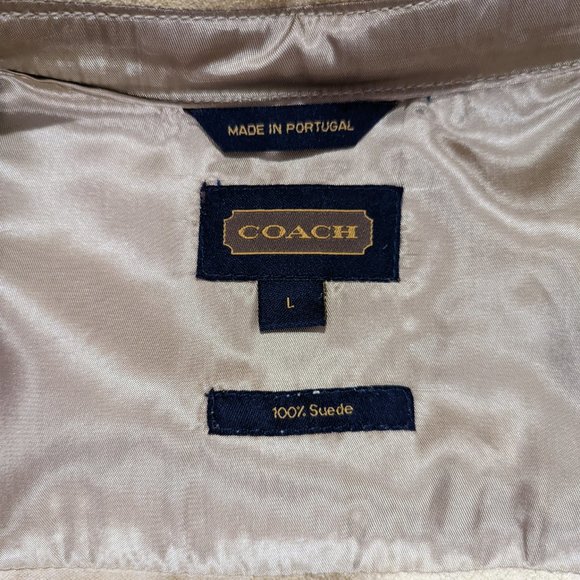 MADE IN PORTUGAL
COACH
L
100% Suede